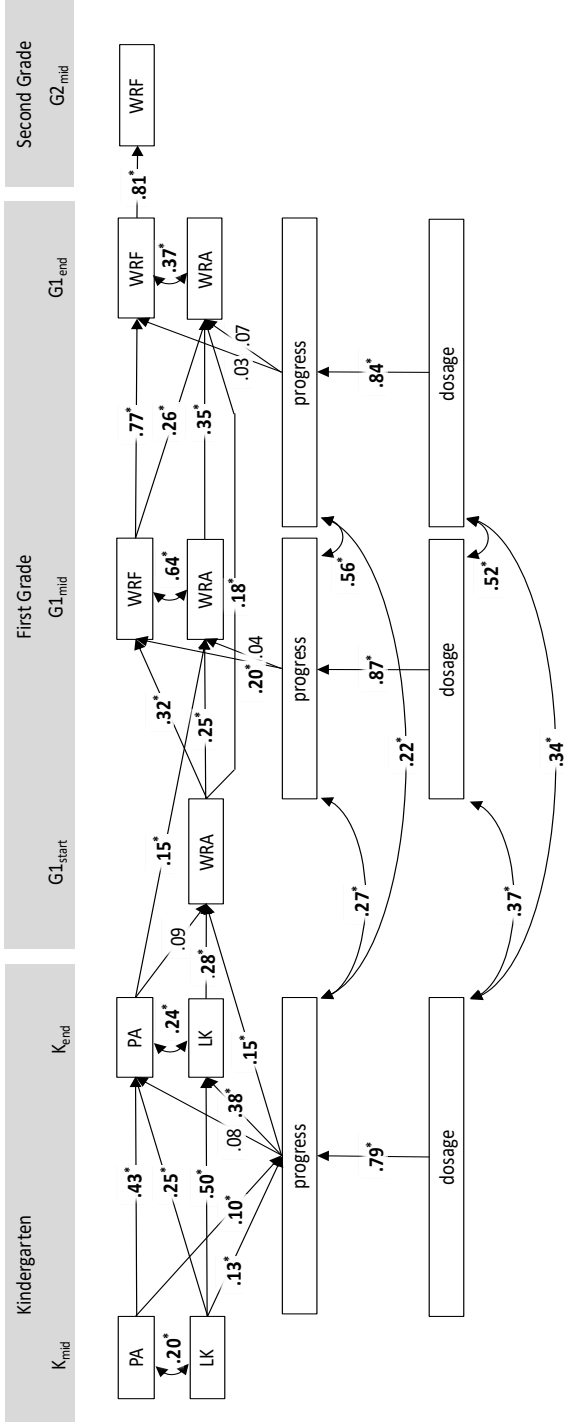 Kindergarten
First Grade
Second Grade
K mid
K end
G1 start
G1 mid
G1 end
G2 mid
PA
.43*
PA
.15*
WRF
.77*
WRF
.81*
WRF
.20*
.25*
.24*
.09
.32*
.64*
.26*
.37*
LK
.50*
LK
.28*
WRA
.25*
WRA
.35*
WRA
.13*
.10*
.08
.38*
.15*
.20*
.04
.18*
.03
.07
progress
progress
progress
.79*
.27*
.87*
.56*
.22*
.84*
dosage
dosage
dosage
.37*
.52*
.34*